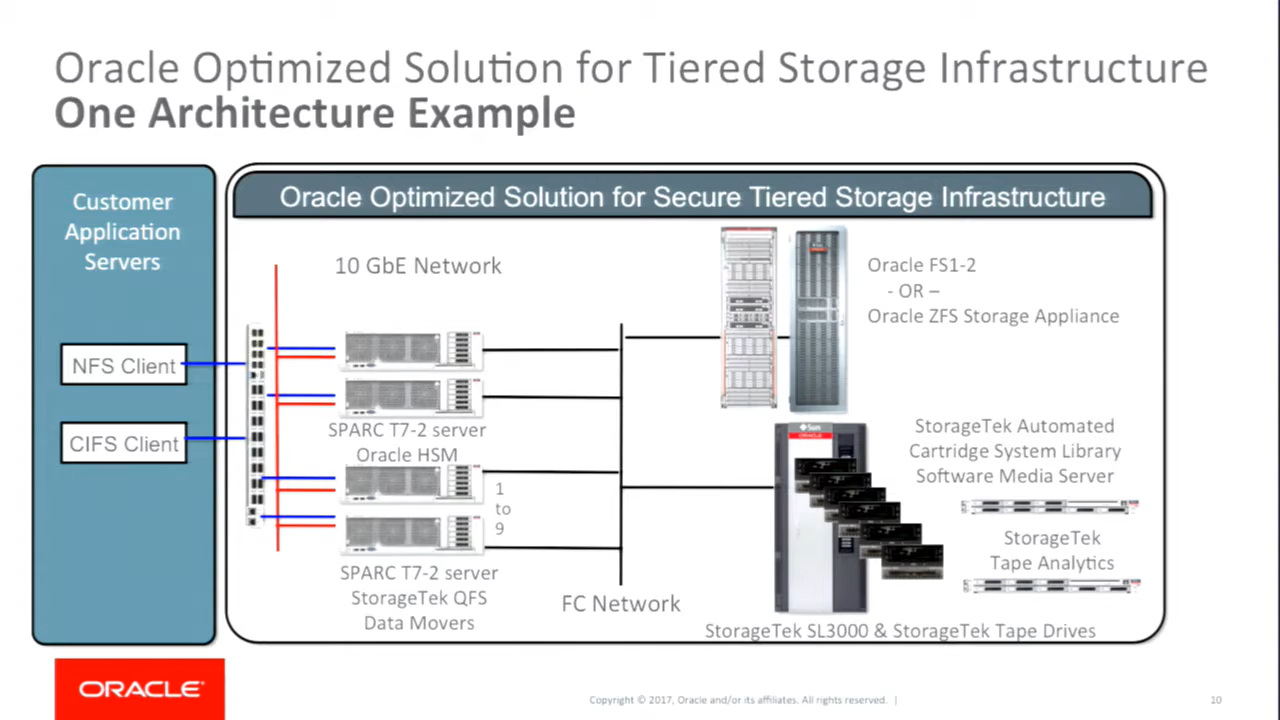 Oracle Optimized Solution for Tiered Storage Infrastructure
One Architecture Example
Customer
Application
Servers
NFS Client
CIFS Client
Oracle Optimized Solution for Secure Tiered Storage Infrastructure
10 GbE Network
SPARC T7-2 server
Oracle HSM
1
to
9
SPARC T7-2 server
StorageTek QFS
Data Movers
FC Network
Oracle FS1-2
- OR –
Oracle ZFS Storage Appliance
Sun
ORACLE
StorageTek Automated
Cartridge System Library
Software Media Server
StorageTek
Tape Analytics
StorageTek SL3000 & StorageTek Tape Drives
ORACLE
Copyright © 2017, Oracle and/or its affiliates. All rights reserved. |
10